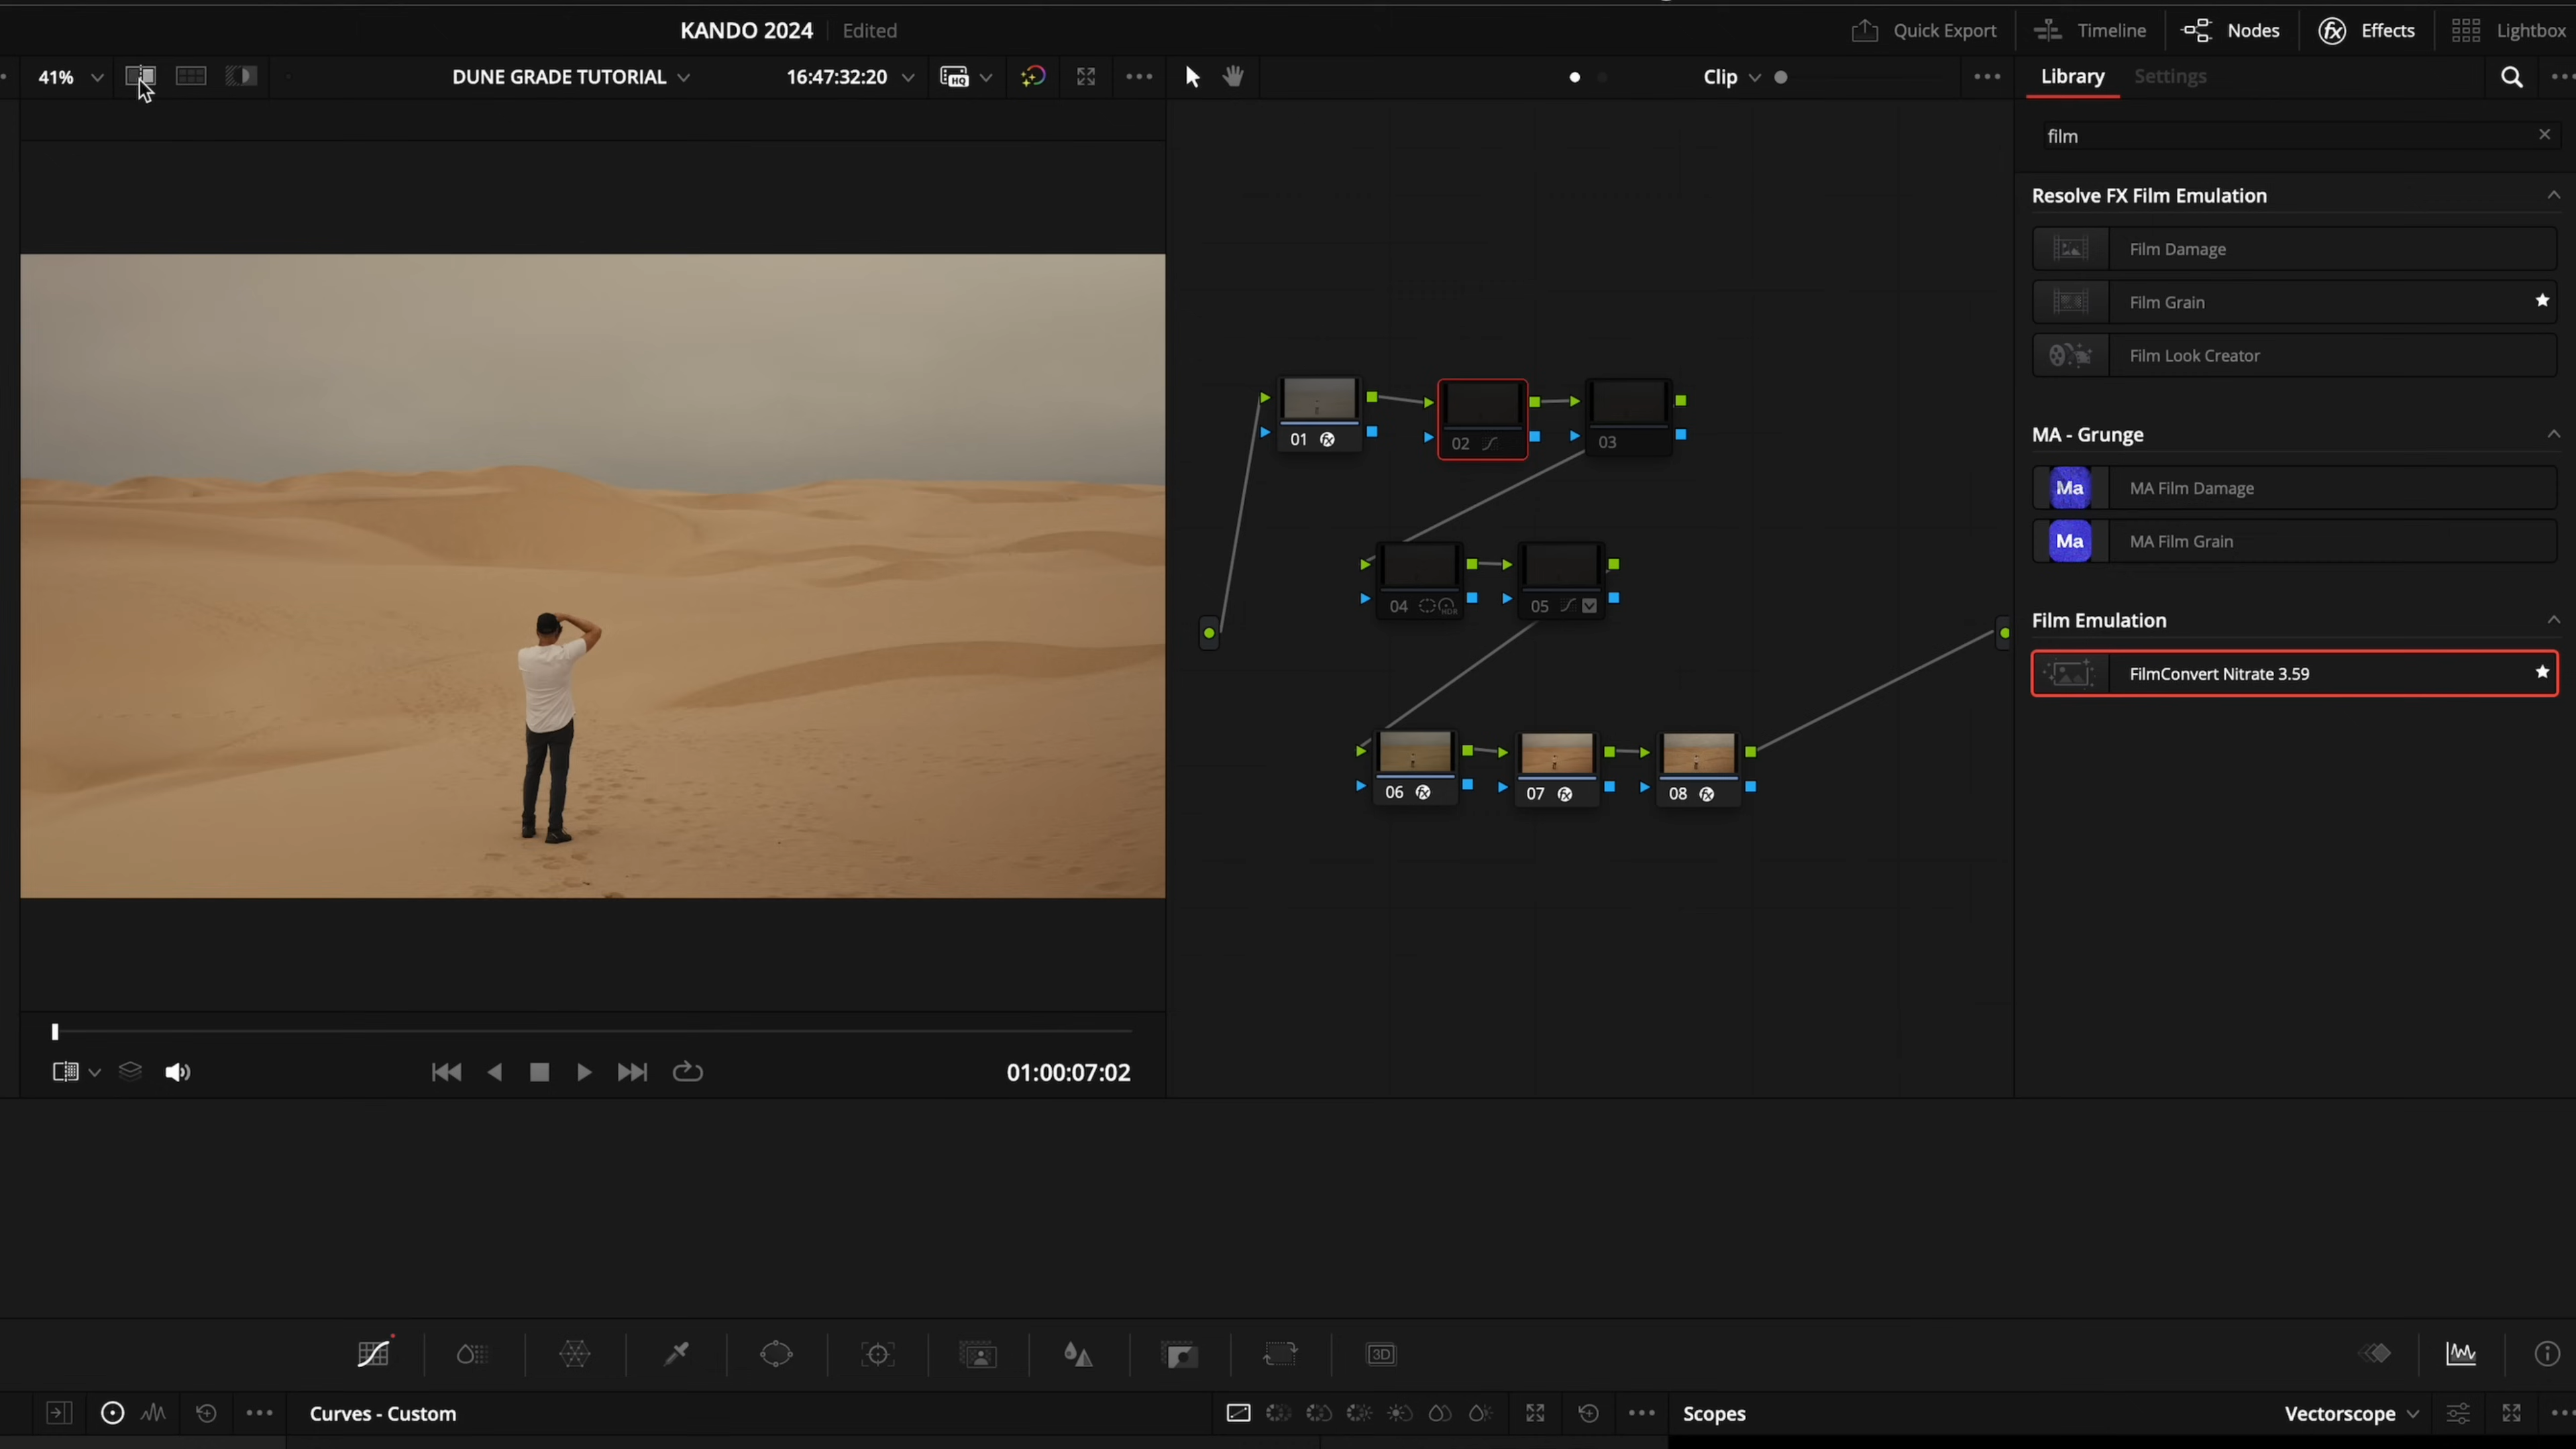 KANDO 2024 Edited
Quick Export Timeline Nodes Effects Lightbox
41% DUNE GRADE TUTORIAL 16:47:32:20 HQ Clip Library Settings
film
Resolve FX Film Emulation
Film Damage
Film Grain
Film Look Creator
MA - Grunge
Ma MA Film Damage
Ma MA Film Grain
Film Emulation
FilmConvert Nitrate 3.59
01 02 03
04 HDR 05
06 07 08
01:00:07:02
3D
Curves - Custom Scopes Vectorscope